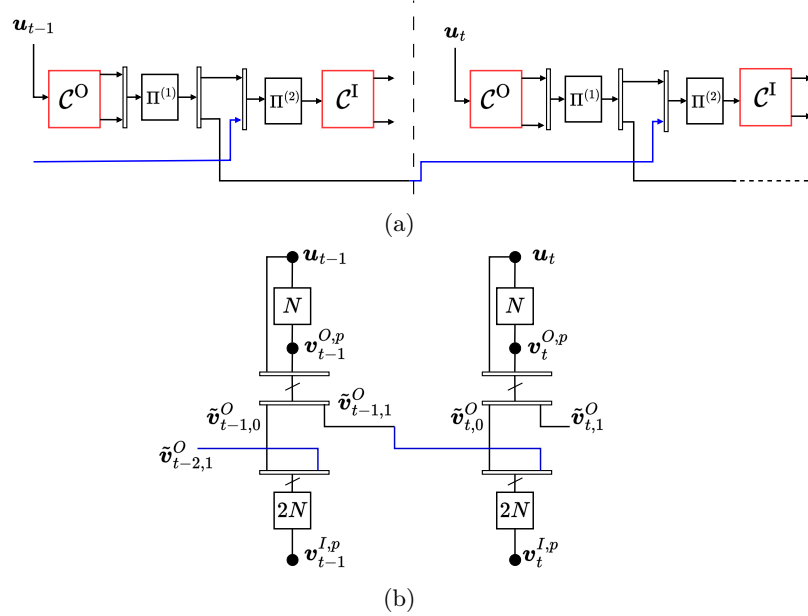 𝒖_{t−1}
𝒖_t
𝒞^O Π^{(1)} Π^{(2)} 𝒞^I
𝒞^O Π^{(1)} Π^{(2)} 𝒞^I
(a)
𝒖_{t−1} 𝒖_t
N N
𝒗_{t−1}^{O,p} 𝒗_t^{O,p}
ṽ_{t−1,0}^O ṽ_{t−1,1}^O ṽ_{t,0}^O ṽ_{t,1}^O
ṽ_{t−2,1}^O
2N 2N
𝒗_{t−1}^{I,p} 𝒗_t^{I,p}
(b)